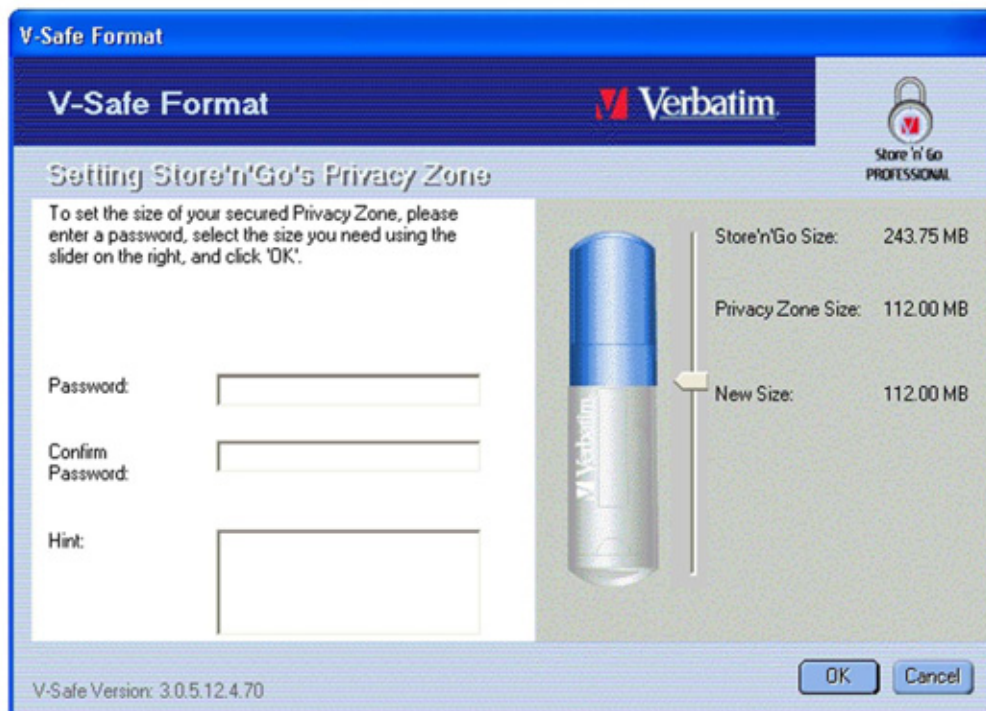 V-Safe Format
V-Safe Format
Verbatim.
Store 'n' Go
PROFESSIONAL
Setting Store'n'Go's Privacy Zone
To set the size of your secured Privacy Zone, please
enter a password, select the size you need using the
slider on the right, and click 'OK'.
Password:
Confirm
Password:
Hint:
Verbatim.
Store'n'Go Size: 243.75 MB
Privacy Zone Size: 112.00 MB
New Size: 112.00 MB
V-Safe Version: 3.0.5.12.4.70
OK
Cancel